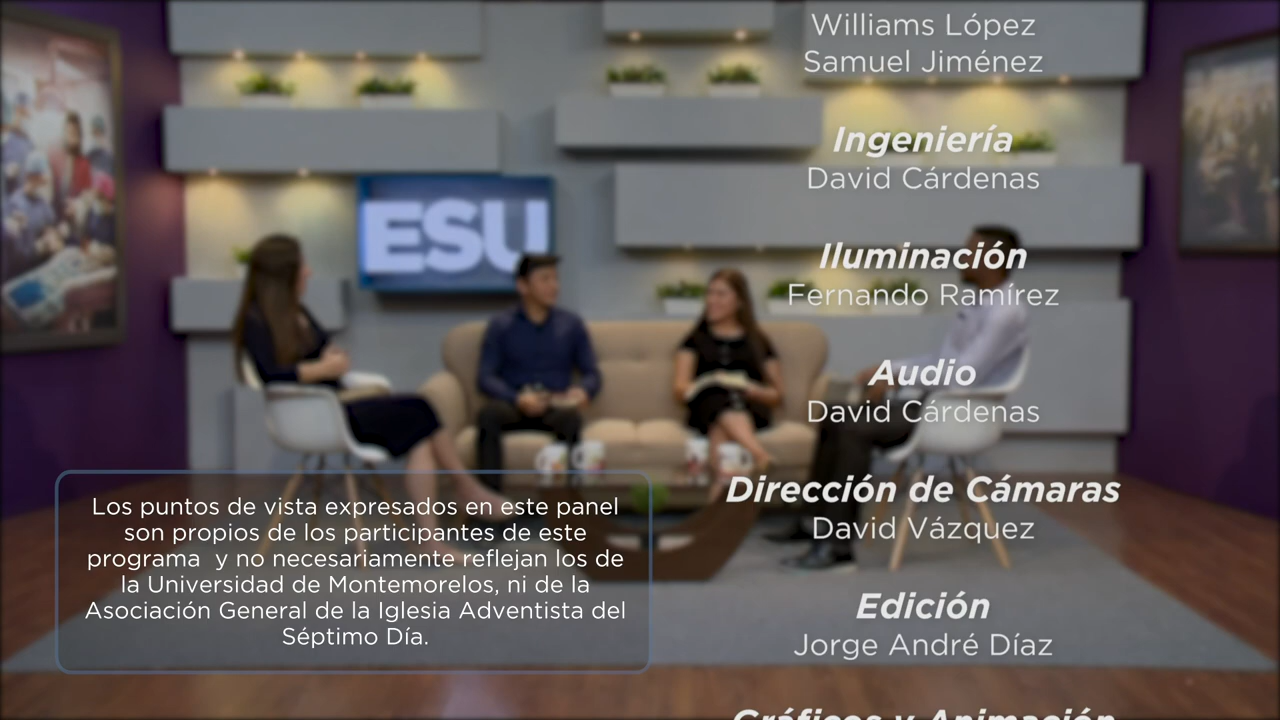 Williams López
Samuel Jiménez
Ingeniería
David Cárdenas
Iluminación
Fernando Ramírez
Audio
David Cárdenas
Dirección de Cámaras
David Vázquez
Edición
Jorge André Díaz
Gráficos y Animación
ESU
Los puntos de vista expresados en este panel
son propios de los participantes de este
programa y no necesariamente reflejan los de
la Universidad de Montemorelos, ni de la
Asociación General de la Iglesia Adventista del
Séptimo Día.